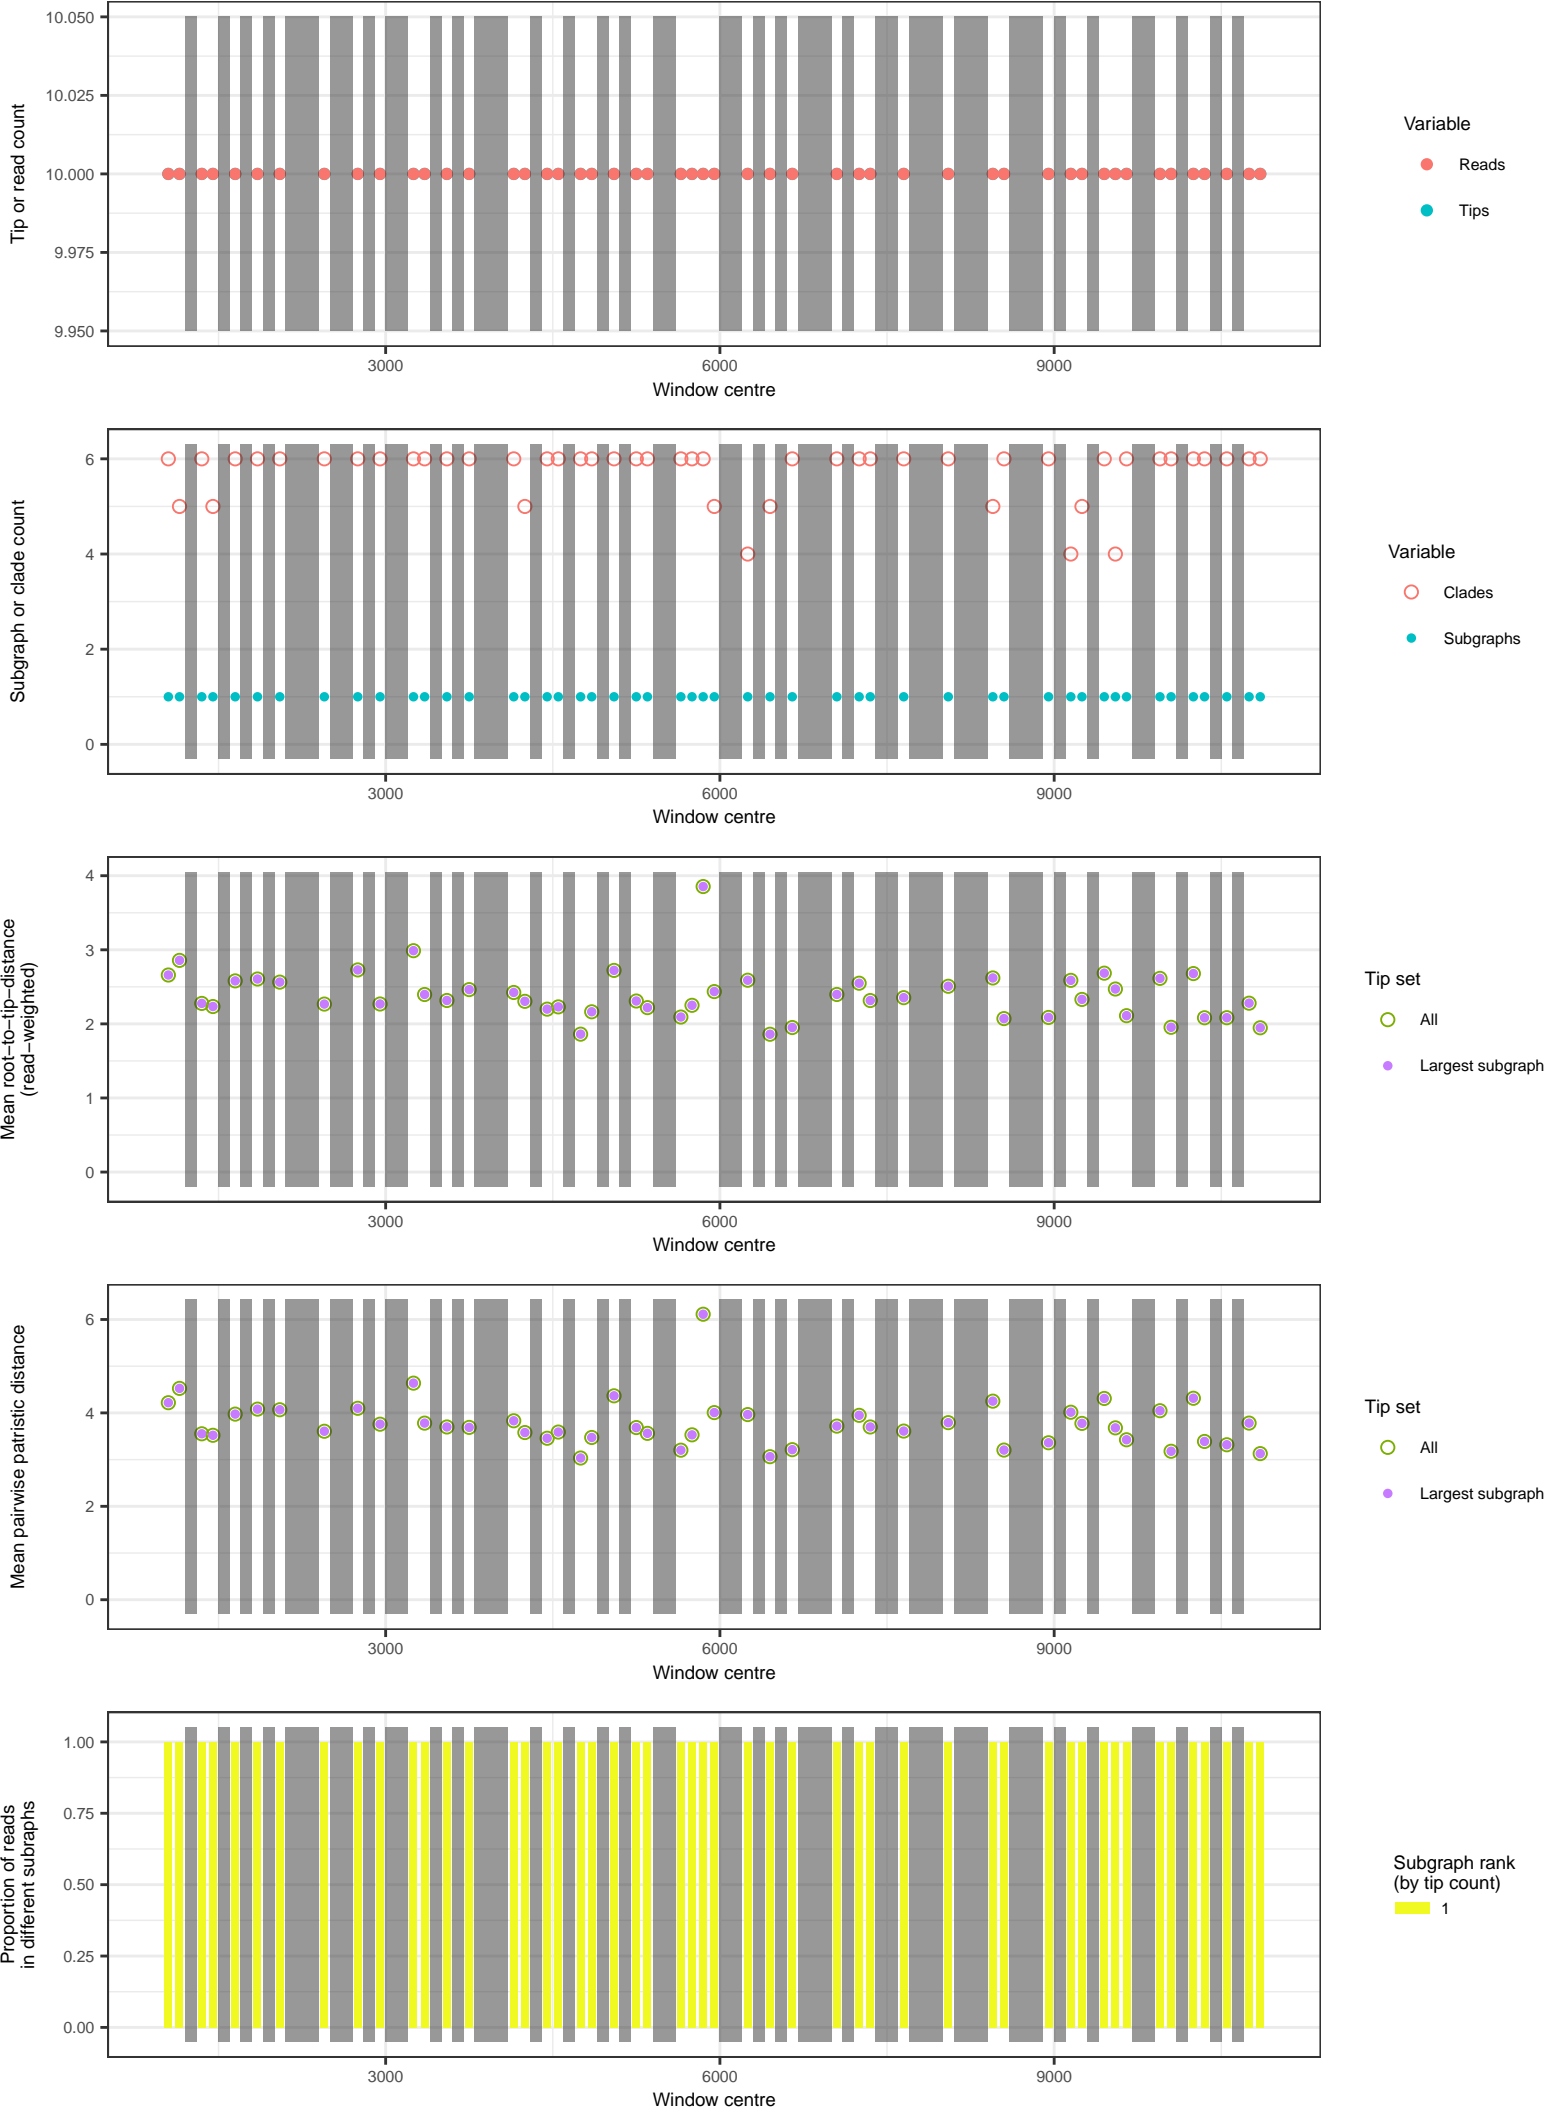 10.050
10.025
10.000
9.975
9.950
Tip or read count
3000
6000
9000
Window centre
Variable
Reads
Tips
6
4
2
0
Subgraph or clade count
3000
6000
9000
Window centre
Variable
Clades
Subgraphs
4
3
2
1
0
Mean root−to−tip−distance
(read−weighted)
3000
6000
9000
Window centre
Tip set
All
Largest subgraph
6
4
2
0
Mean pairwise patristic distance
3000
6000
9000
Window centre
Tip set
All
Largest subgraph
1.00
0.75
0.50
0.25
0.00
Proportion of reads
in different subraphs
3000
6000
9000
Window centre
Subgraph rank
(by tip count)
1